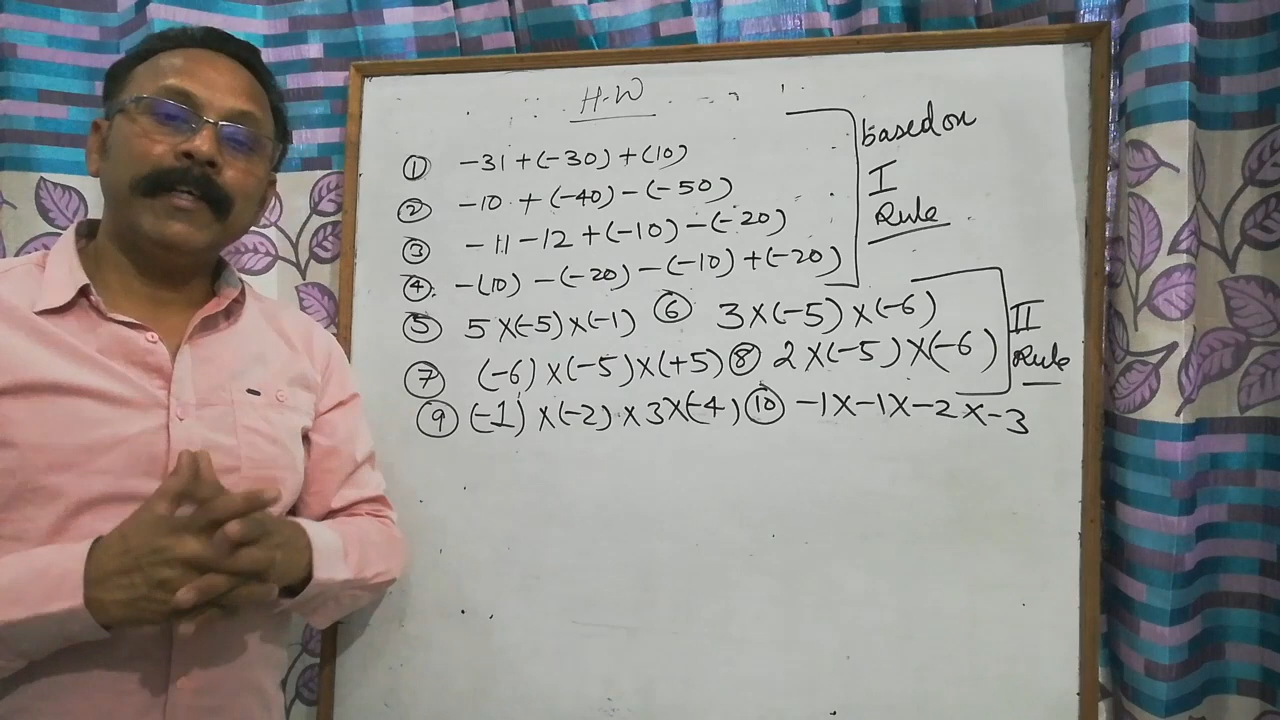 H.W
① -31 + (-30) + (10)
② -10 + (-40) - (-50)
③ -11 - 12 + (-10) - (-20)
④. -(10) - (-20) - (-10) + (-20)
based on
I
Rule
⑤ 5 × (-5) × (-1) ⑥ 3 × (-5) × (-6)
⑦ (-6) × (-5) × (+5) ⑧ 2 × (-5) × (-6)
⑨ (-1) × (-2) × 3 × (-4) ⑩ -1 × -1 × -2 × -3
II
Rule